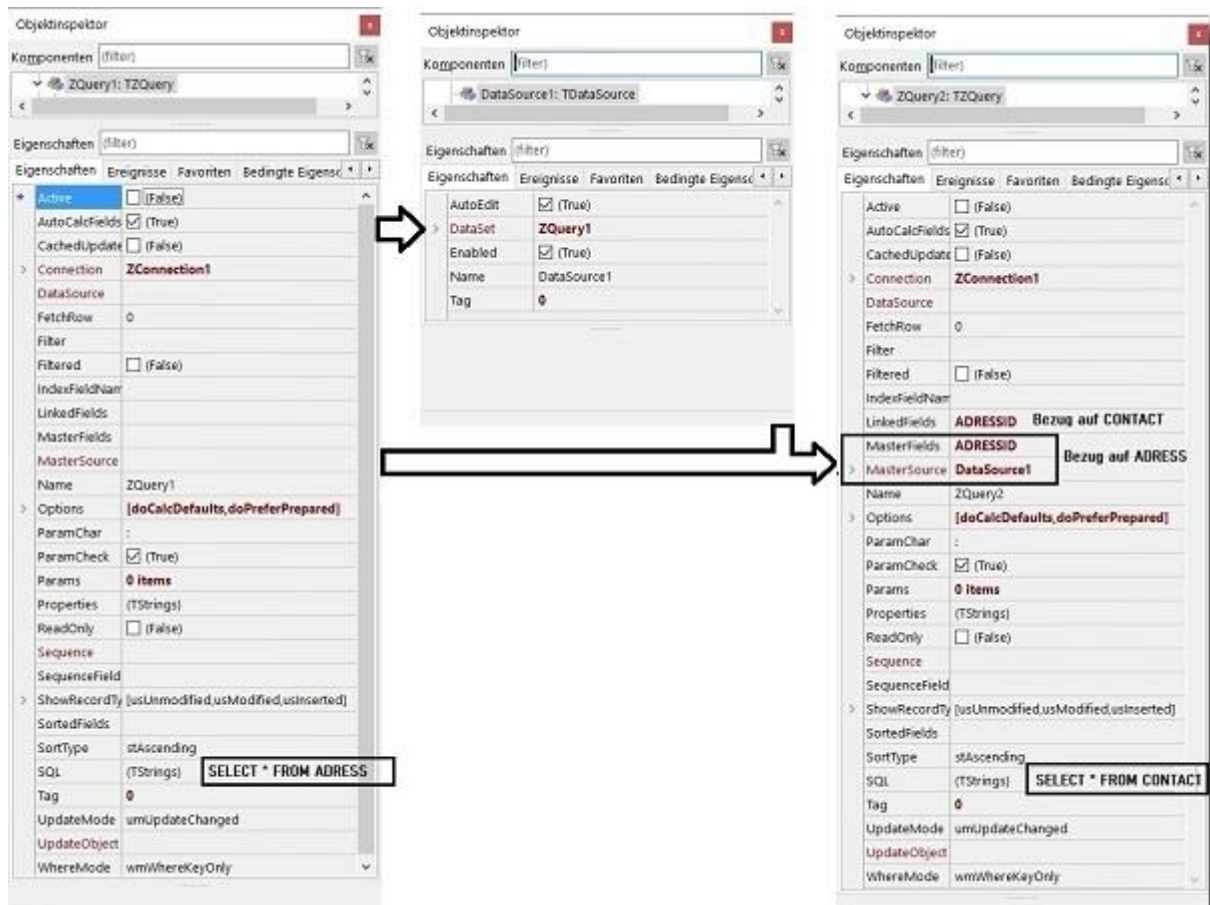 Objektinspektor
x
Komponenten (filter)
ZQuery1: TZQuery
Eigenschaften (filter)
Eigenschaften Ereignisse Favoriten Bedingte Eigensc
Active (False)
AutoCalcFields (True)
CachedUpdate (False)
Connection ZConnection1
DataSource
FetchRow 0
Filter
Filtered (False)
IndexFieldNam
LinkedFields
MasterFields
MasterSource
Name ZQuery1
Options [doCalcDefaults,doPreferPrepared]
ParamChar :
ParamCheck (True)
Params 0 items
Properties (TStrings)
ReadOnly (False)
Sequence
SequenceField
ShowRecordTy [usUnmodified,usModified,usInserted]
SortedFields
SortType stAscending
SQL (TStrings) SELECT * FROM ADRESS
Tag 0
UpdateMode umUpdateChanged
UpdateObject
WhereMode wmWhereKeyOnly
Objektinspektor
x
Komponenten (filter)
DataSource1: TDataSource
Eigenschaften (filter)
Eigenschaften Ereignisse Favoriten Bedingte Eigensc
AutoEdit (True)
DataSet ZQuery1
Enabled (True)
Name DataSource1
Tag 0
Objektinspektor
x
Komponenten (filter)
ZQuery2: TZQuery
Eigenschaften (filter)
Eigenschaften Ereignisse Favoriten Bedingte Eigensc
Active (False)
AutoCalcFields (True)
CachedUpdate (False)
Connection ZConnection1
DataSource
FetchRow 0
Filter
Filtered (False)
IndexFieldNam
LinkedFields ADRESSID Bezug auf CONTACT
MasterFields ADRESSID
Bezug auf ADRESS
MasterSource DataSource1
Name ZQuery2
Options [doCalcDefaults,doPreferPrepared]
ParamChar :
ParamCheck (True)
Params 0 items
Properties (TStrings)
ReadOnly (False)
Sequence
SequenceField
ShowRecordTy [usUnmodified,usModified,usInserted]
SortedFields
SortType stAscending
SQL (TStrings) SELECT * FROM CONTACT
Tag 0
UpdateMode umUpdateChanged
UpdateObject
WhereMode wmWhereKeyOnly